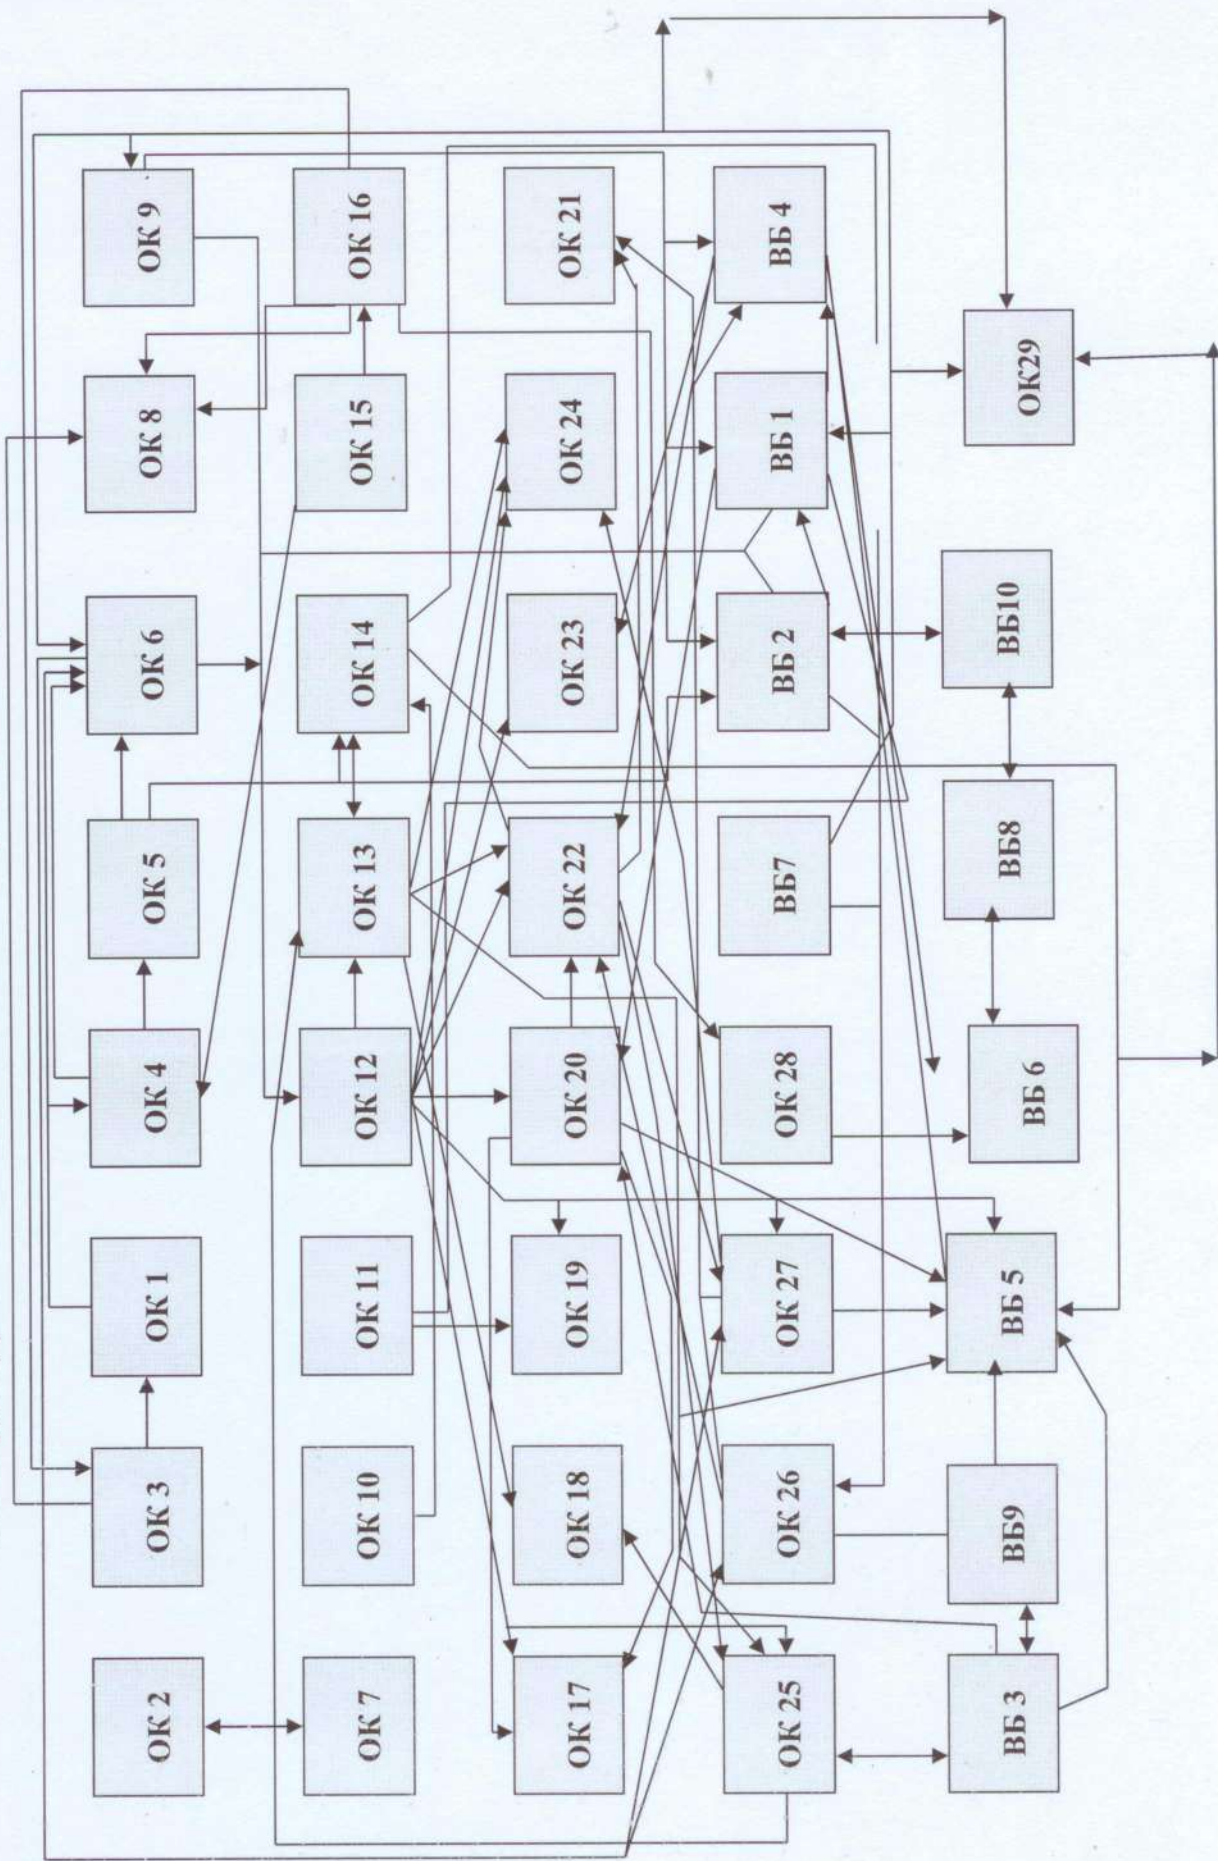 ОК 2
ОК 3
ОК 1
ОК 4
ОК 5
ОК 6
ОК 8
ОК 9
ОК 7
ОК 10
ОК 11
ОК 12
ОК 13
ОК 14
ОК 15
ОК 16
ОК 17
ОК 18
ОК 19
ОК 20
ОК 22
ОК 23
ОК 24
ОК 21
ОК 25
ОК 26
ОК 27
ОК 28
ВБ7
ВБ 2
ВБ 1
ВБ 4
ВБ 3
ВБ9
ВБ 5
ВБ 6
ВБ8
ВБ10
ОК29